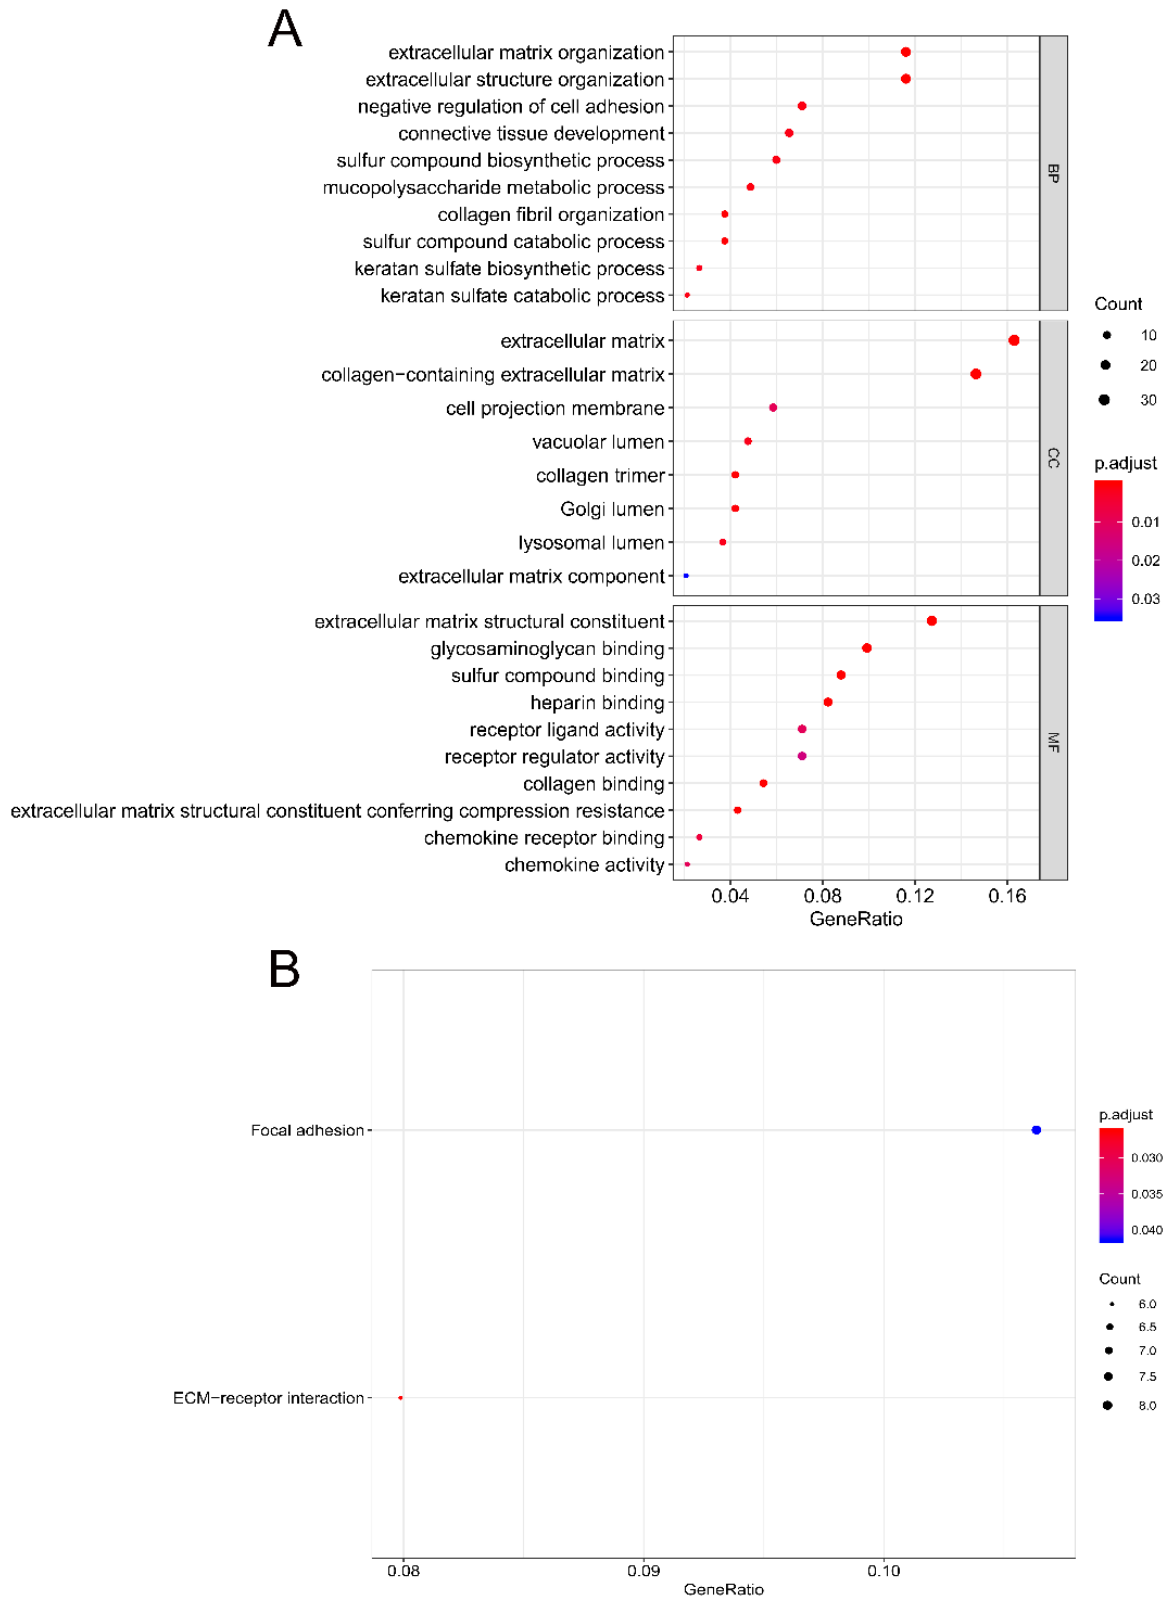 A
extracellular matrix organization
extracellular structure organization
negative regulation of cell adhesion
connective tissue development
sulfur compound biosynthetic process
mucopolysaccharide metabolic process
collagen fibril organization
sulfur compound catabolic process
keratan sulfate biosynthetic process
keratan sulfate catabolic process
BP
extracellular matrix
collagen−containing extracellular matrix
cell projection membrane
vacuolar lumen
collagen trimer
Golgi lumen
lysosomal lumen
extracellular matrix component
CC
extracellular matrix structural constituent
glycosaminoglycan binding
sulfur compound binding
heparin binding
receptor ligand activity
receptor regulator activity
collagen binding
extracellular matrix structural constituent conferring compression resistance
chemokine receptor binding
chemokine activity
MF
0.04 0.08 0.12 0.16
GeneRatio
Count
10
20
30
p.adjust
0.01
0.02
0.03
B
Focal adhesion
ECM−receptor interaction
0.08 0.09 0.10
GeneRatio
p.adjust
0.030
0.035
0.040
Count
6.0
6.5
7.0
7.5
8.0